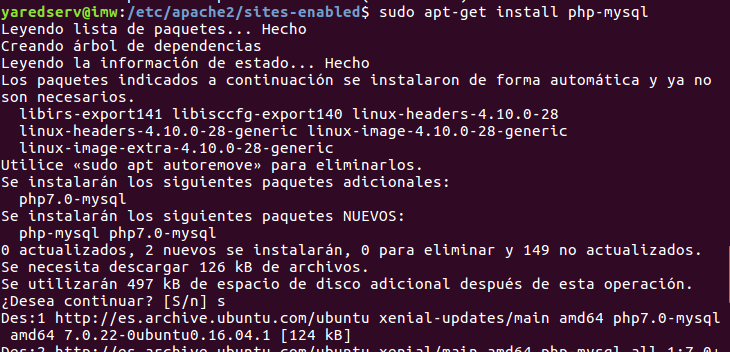 yaredserv@imw:/etc/apache2/sites-enabled$ sudo apt-get install php-mysql
Leyendo lista de paquetes... Hecho
Creando árbol de dependencias
Leyendo la información de estado... Hecho
Los paquetes indicados a continuación se instalaron de forma automática y ya no
son necesarios.
libirs-export141 libisccfg-export140 linux-headers-4.10.0-28
linux-headers-4.10.0-28-generic linux-image-4.10.0-28-generic
linux-image-extra-4.10.0-28-generic
Utilice «sudo apt autoremove» para eliminarlos.
Se instalarán los siguientes paquetes adicionales:
php7.0-mysql
Se instalarán los siguientes paquetes NUEVOS:
php-mysql php7.0-mysql
0 actualizados, 2 nuevos se instalarán, 0 para eliminar y 149 no actualizados.
Se necesita descargar 126 kB de archivos.
Se utilizarán 497 kB de espacio de disco adicional después de esta operación.
¿Desea continuar? [S/n] s
Des:1 http://es.archive.ubuntu.com/ubuntu xenial-updates/main amd64 php7.0-mysql
amd64 7.0.22-0ubuntu0.16.04.1 [124 kB]
Des:2 http://es.archive.ubuntu.com/ubuntu xenial/main amd64 php-mysql all 1:7.0+